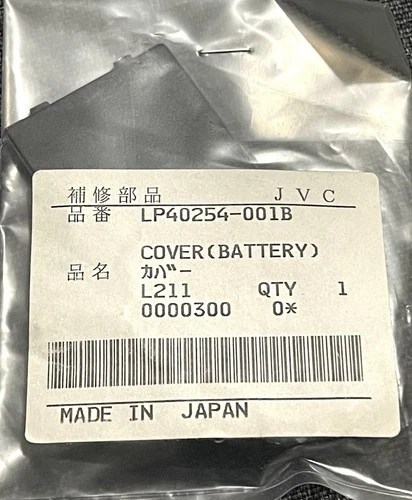 補修部品 JVC
品番 LP40254-001B
COVER(BATTERY)
品名 カバー
L211 QTY 1
0000300 0*
MADE IN JAPAN